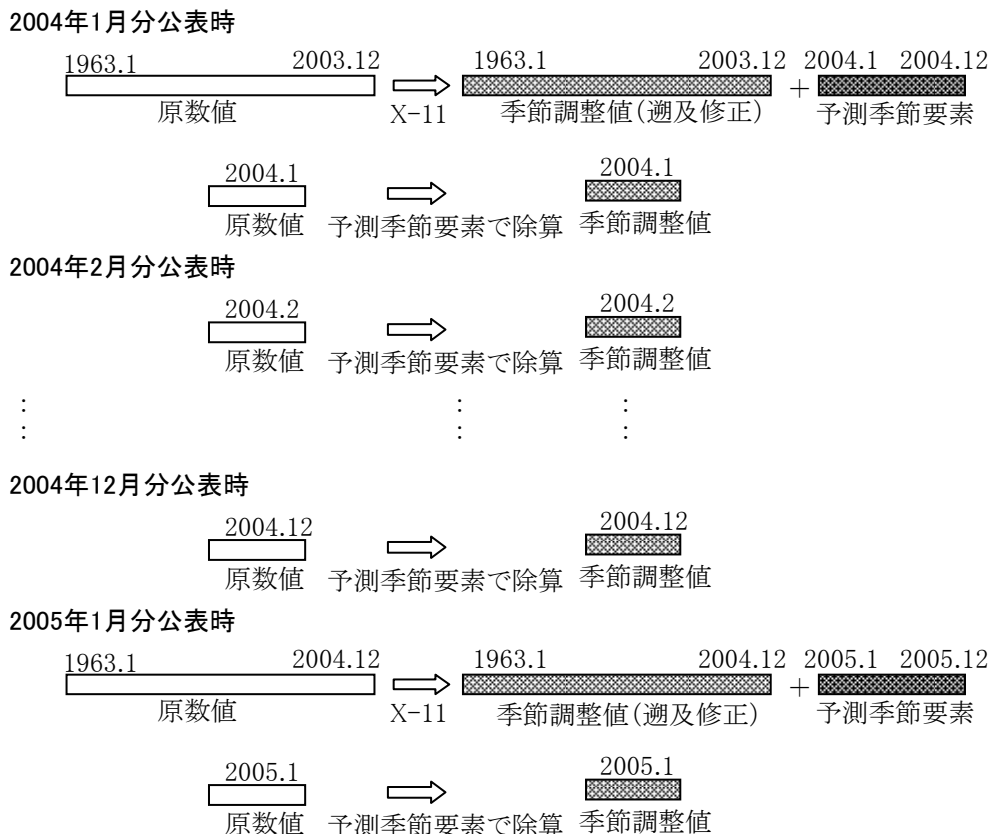 2004年1月分公表時
1963.1 2003.12 1963.1 2003.12 2004.1 2004.12
原数値 X-11 季節調整値(遡及修正) + 予測季節要素
2004.1 2004.1
原数値 予測季節要素で除算 季節調整値
2004年2月分公表時
2004.2 2004.2
原数値 予測季節要素で除算 季節調整値
: : :
: : :
2004年12月分公表時
2004.12 2004.12
原数値 予測季節要素で除算 季節調整値
2005年1月分公表時
1963.1 2004.12 1963.1 2004.12 2005.1 2005.12
原数値 X-11 季節調整値(遡及修正) + 予測季節要素
2005.1 2005.1
原数値 予測季節要素で除算 季節調整値